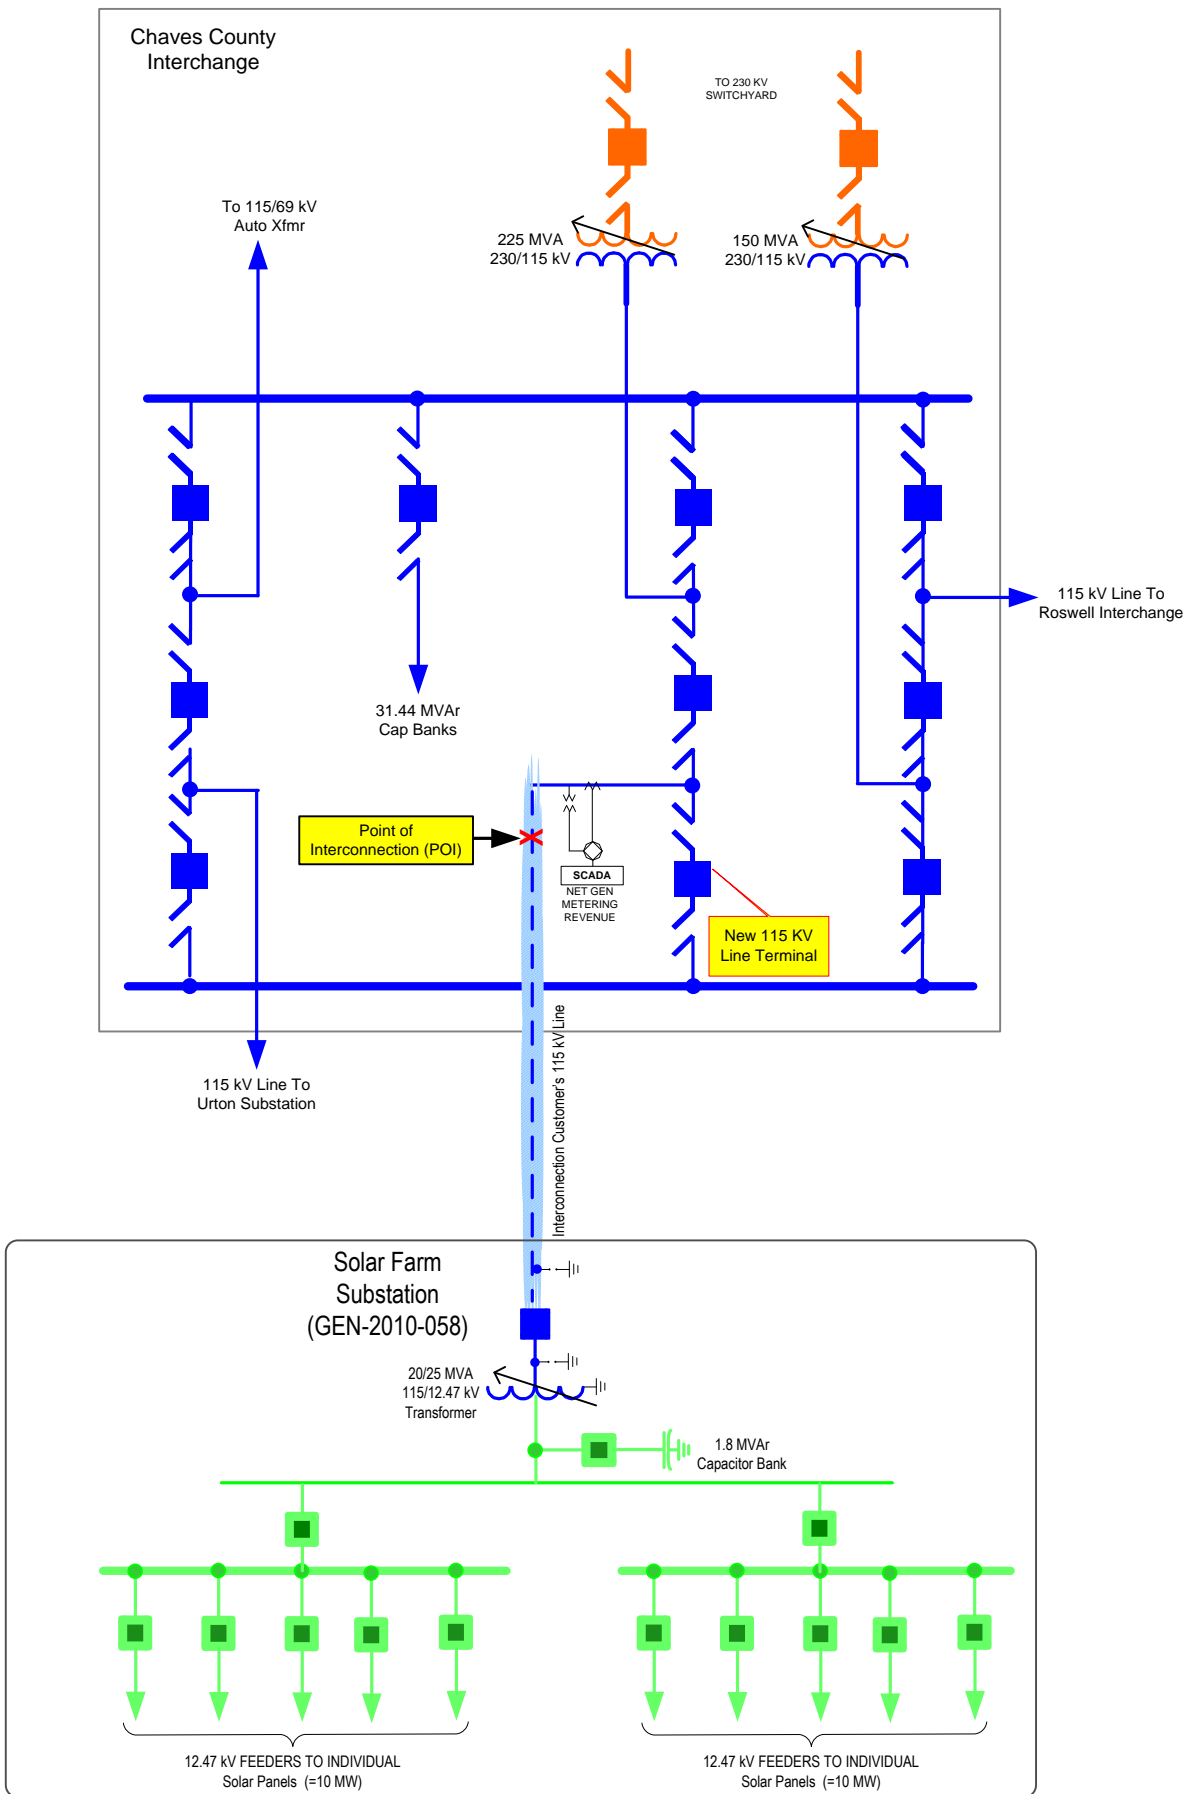 Chaves County
Interchange
TO 230 KV
SWITCHYARD
To 115/69 kV
Auto Xfmr
225 MVA
230/115 kV
150 MVA
230/115 kV
115 kV Line To
Roswell Interchange
31.44 MVAr
Cap Banks
Point of
Interconnection (POI)
SCADA
NET GEN
METERING
REVENUE
New 115 KV
Line Terminal
Interconnection Customer's 115 kV Line
115 kV Line To
Urton Substation
Solar Farm
Substation
(GEN-2010-058)
20/25 MVA
115/12.47 kV
Transformer
1.8 MVAr
Capacitor Bank
12.47 kV FEEDERS TO INDIVIDUAL
Solar Panels (=10 MW)
12.47 kV FEEDERS TO INDIVIDUAL
Solar Panels (=10 MW)